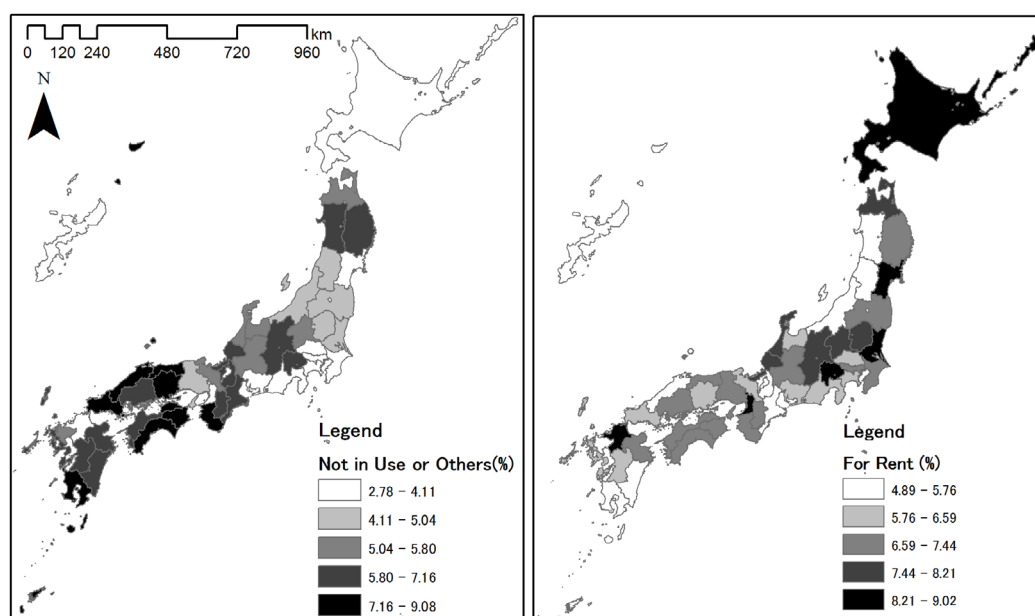 km
0 120 240 480 720 960
N
Legend
Not in Use or Others(%)
2.78 - 4.11
4.11 - 5.04
5.04 - 5.80
5.80 - 7.16
7.16 - 9.08
Legend
For Rent (%)
4.89 - 5.76
5.76 - 6.59
6.59 - 7.44
7.44 - 8.21
8.21 - 9.02